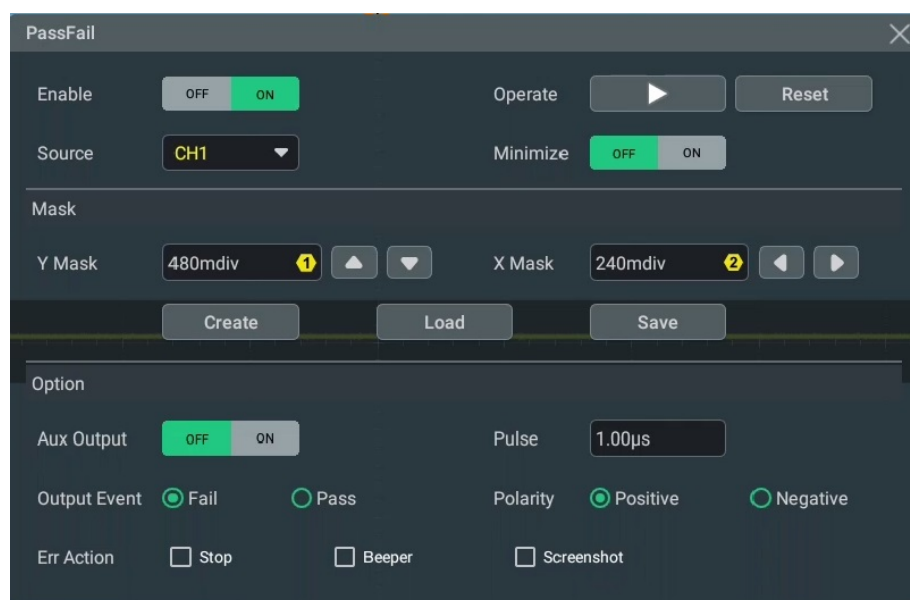 PassFail
Enable OFF ON Operate Reset
Source CH1 Minimize OFF ON
Mask
Y Mask 480mdiv 1 X Mask 240mdiv 2
Create Load Save
Option
Aux Output OFF ON Pulse 1.00µs
Output Event Fail Pass Polarity Positive Negative
Err Action Stop Beeper Screenshot